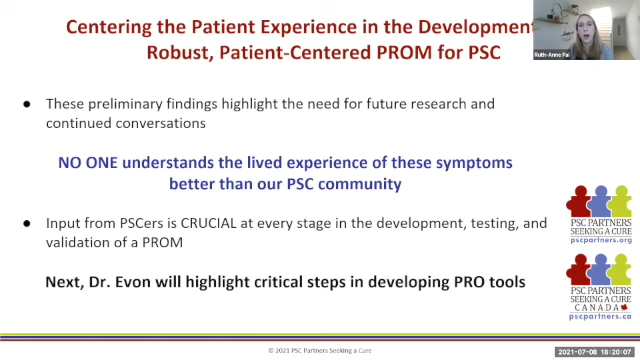 Centering the Patient Experience in the Development
Robust, Patient-Centered PROM for PSC
Ruth-Anne Pai
● These preliminary findings highlight the need for future research and
continued conversations
NO ONE understands the lived experience of these symptoms
better than our PSC community
● Input from PSCers is CRUCIAL at every stage in the development, testing, and
validation of a PROM
Next, Dr. Evon will highlight critical steps in developing PRO tools
PSC PARTNERS
SEEKING A CURE
pscpartners.org
PSC PARTNERS
SEEKING A CURE
CANADA
pscpartners.ca
© 2021 PSC Partners Seeking a Cure
2021-07-08 18:20:07